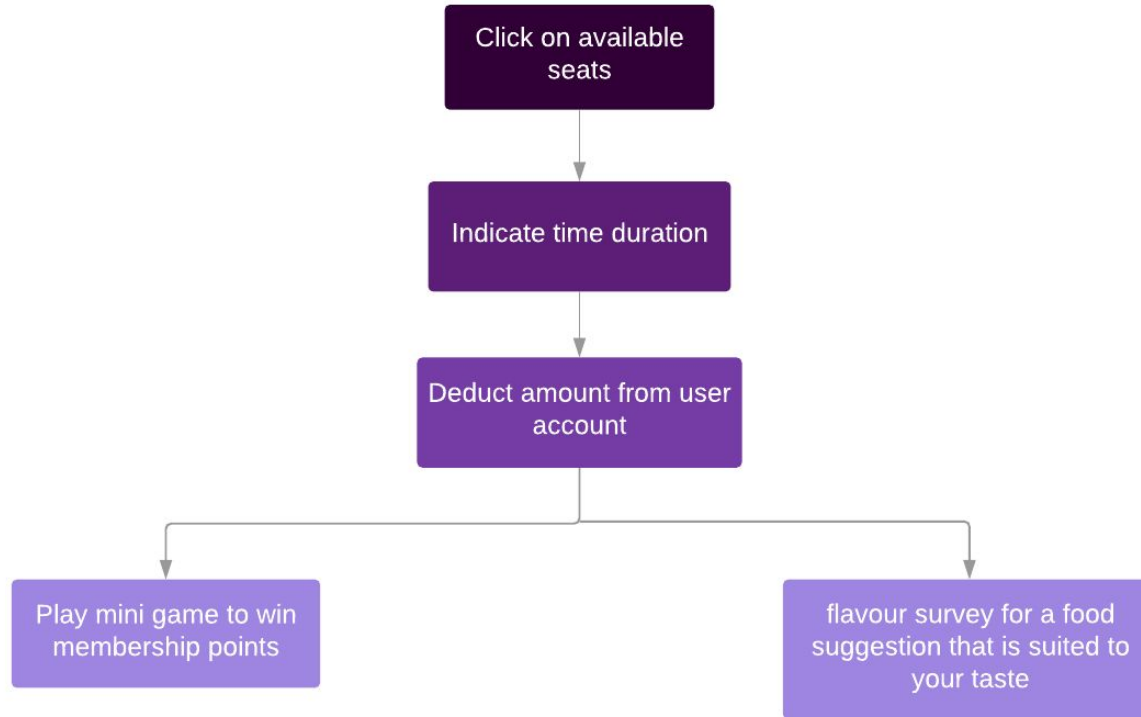 Click on available
seats
Indicate time duration
Deduct amount from user
account
Play mini game to win
membership points
flavour survey for a food
suggestion that is suited to
your taste